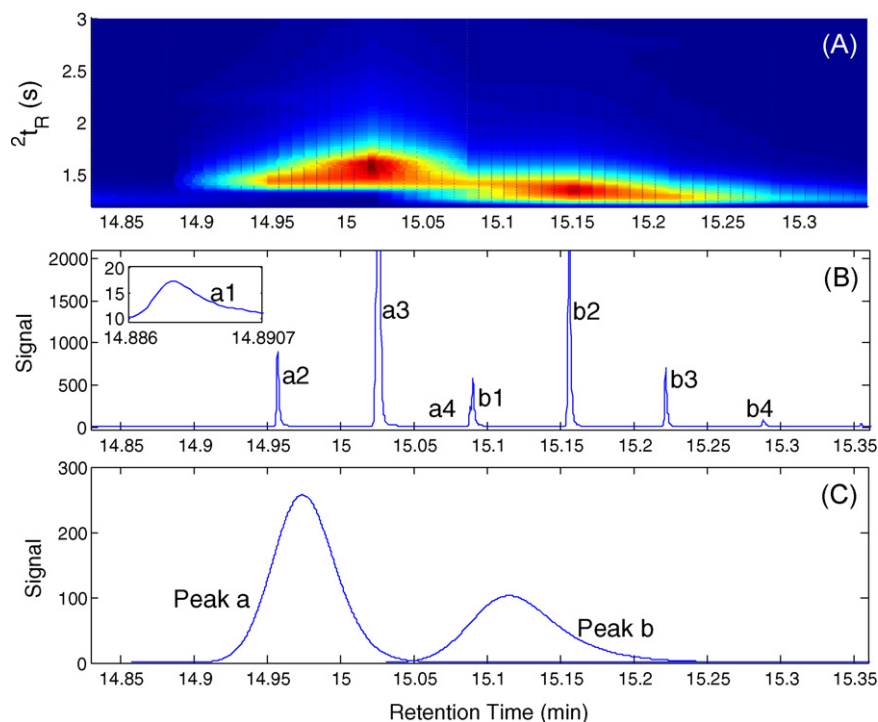 (A)
²tR (s)
3
2.5
2
1.5
14.85 14.9 14.95 15 15.05 15.1 15.15 15.2 15.25 15.3
(B)
Signal
2000
1500
1000
500
0
20
15
10
a1
14.886 14.8907
a2
a3
a4
b1
b2
b3
b4
14.85 14.9 14.95 15 15.05 15.1 15.15 15.2 15.25 15.3 15.35
(C)
Signal
300
200
100
0
Peak a
Peak b
14.85 14.9 14.95 15 15.05 15.1 15.15 15.2 15.25 15.3 15.35
Retention Time (min)